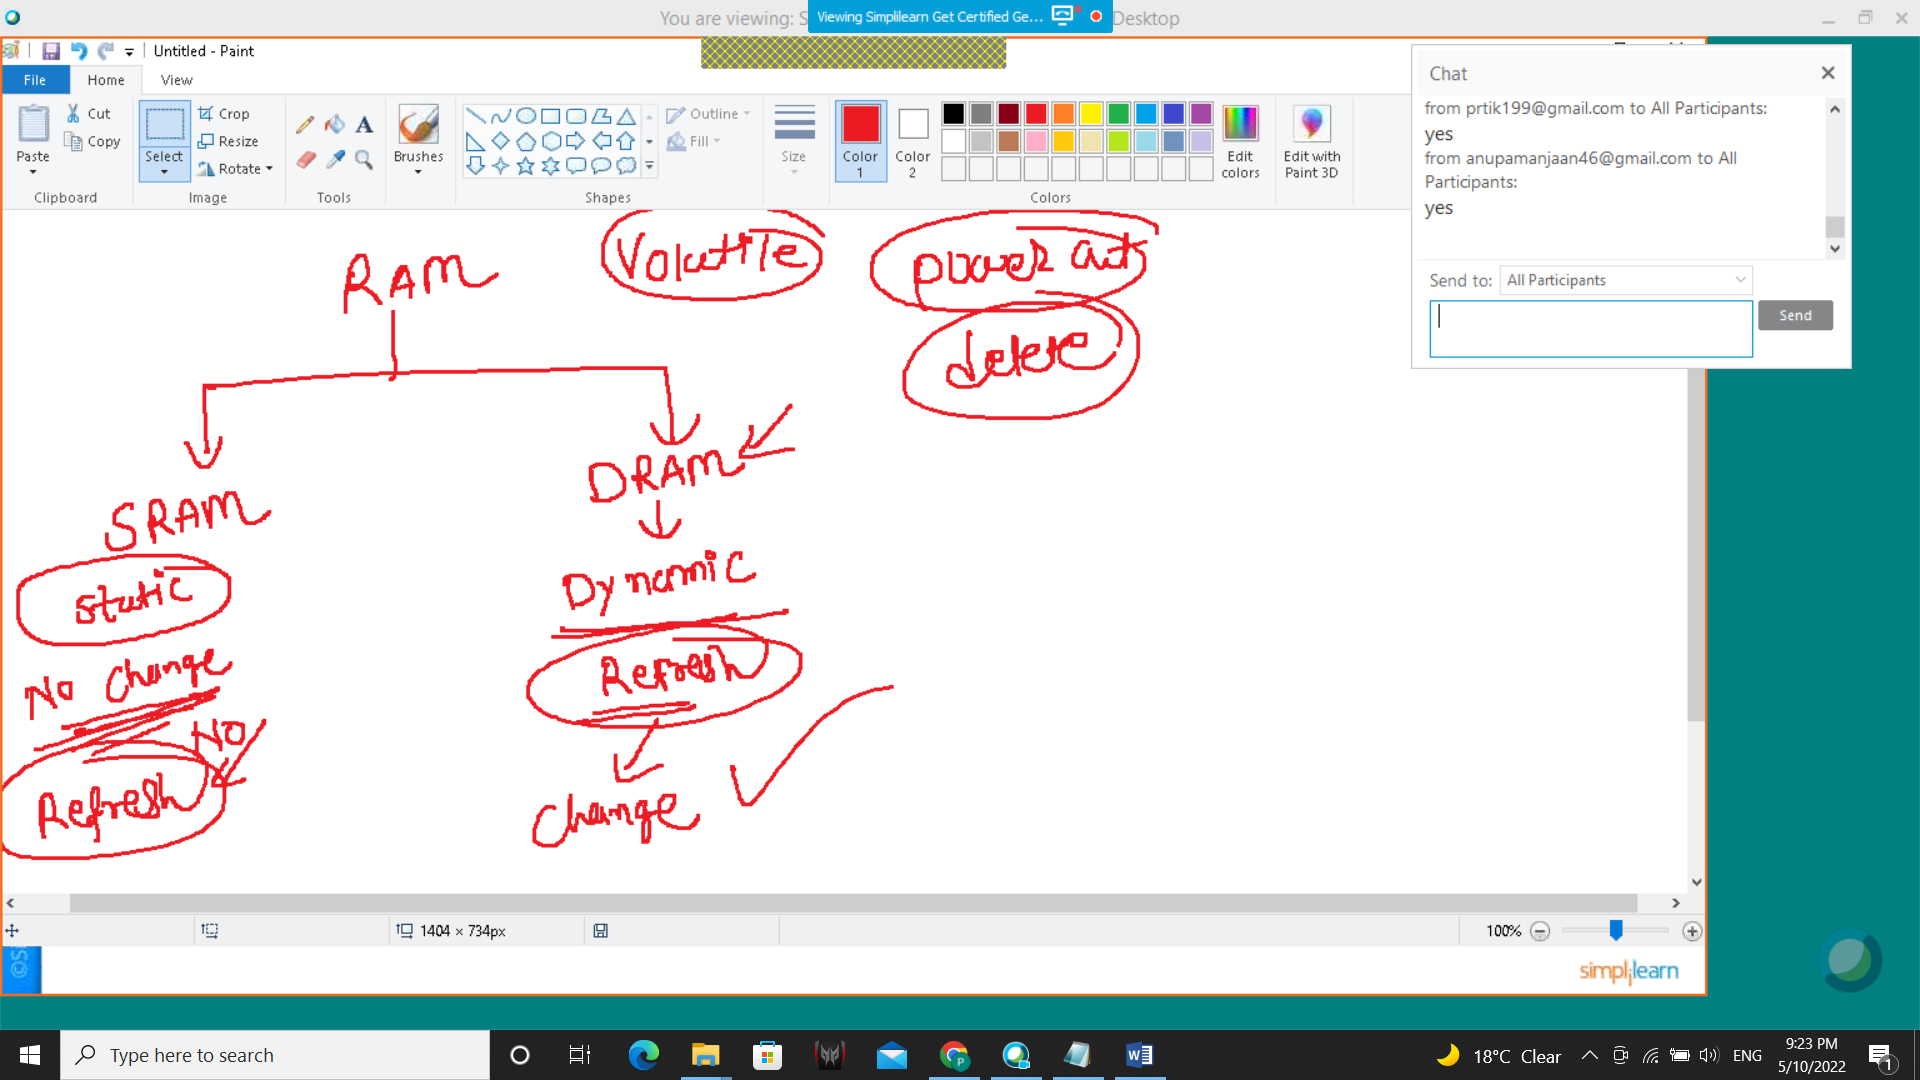 You are viewing: S
Viewing Simplilearn Get Certified Ge...
Desktop
Untitled - Paint
File
Home
View
Cut
Copy
Paste
Clipboard
Crop
Resize
Rotate
Select
Image
Tools
Brushes
Shapes
Outline
Fill
Size
Color 1
Color 2
Colors
Edit colors
Edit with Paint 3D
Chat
from prtik199@gmail.com to All Participants:
yes
from anupamanjaan46@gmail.com to All
Participants:
yes
Send to:
All Participants
Send
RAM
Volatile
delete
SRAM
DRAM
static
Dynamic
No Change
Refresh
NO
Refresh
Change
1404 × 734px
100%
simplilearn
Type here to search
18°C Clear
ENG
9:23 PM
5/10/2022
1